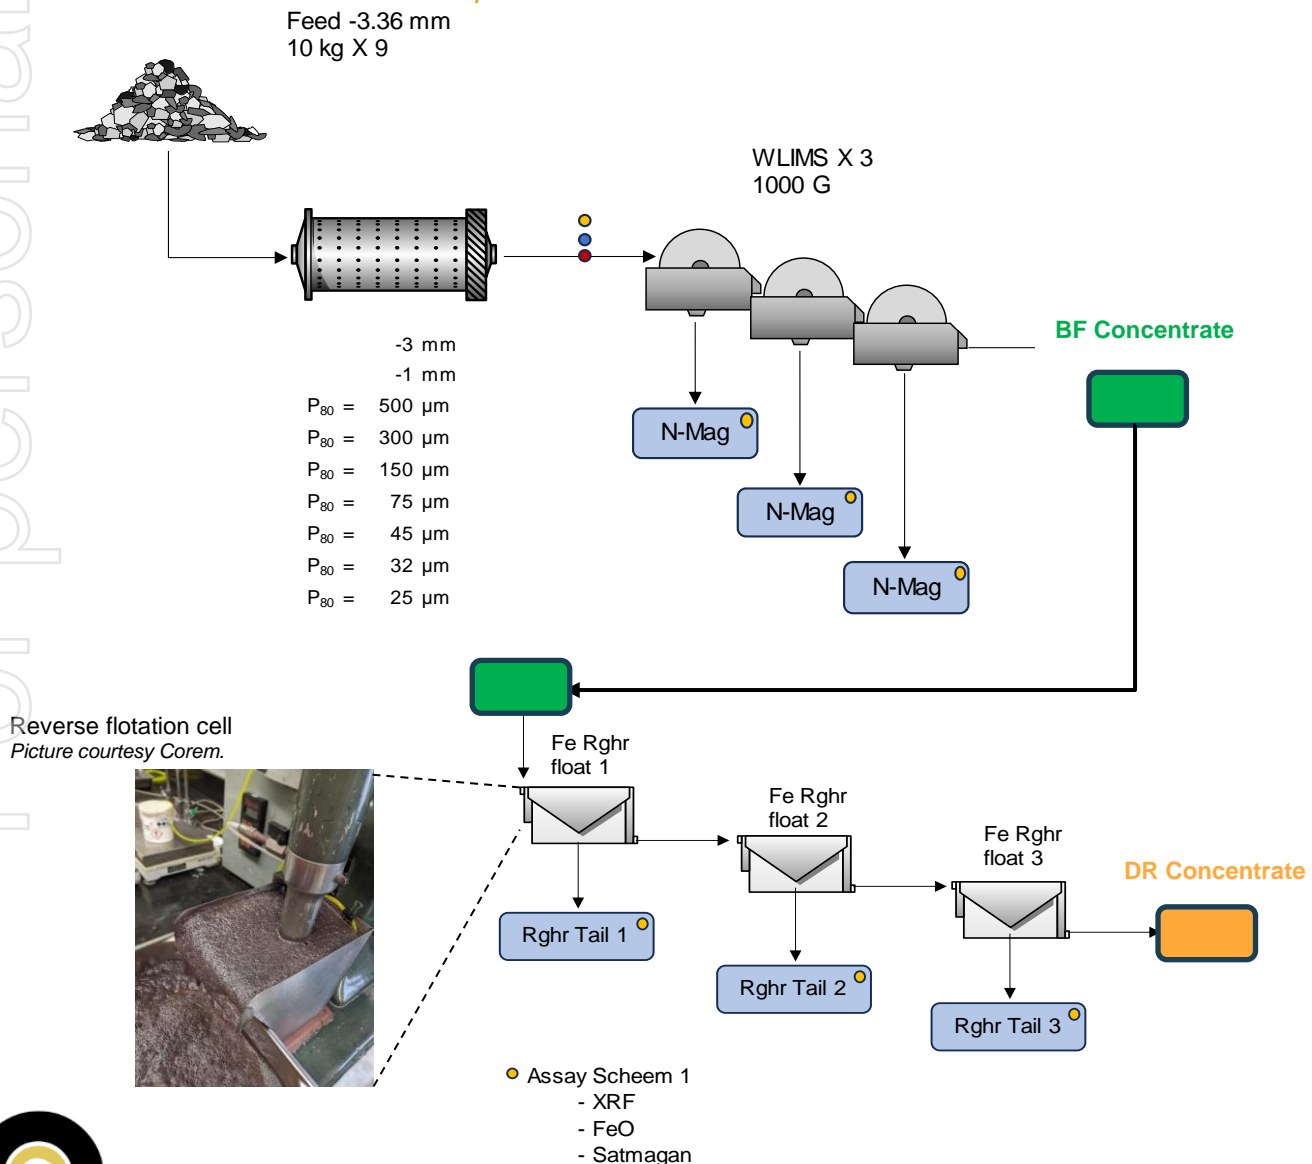 Feed -3.36 mm
10 kg X 9
WLIMS X 3
1000 G
BF Concentrate
-3 mm
-1 mm
P80 = 500 µm
P80 = 300 µm
P80 = 150 µm
P80 = 75 µm
P80 = 45 µm
P80 = 32 µm
P80 = 25 µm
N-Mag
N-Mag
N-Mag
Reverse flotation cell
Picture courtesy Corem.
Fe Rghr
float 1
Fe Rghr
float 2
Fe Rghr
float 3
DR Concentrate
Rghr Tail 1
Rghr Tail 2
Rghr Tail 3
Assay Scheem 1
- XRF
- FeO
- Satmagan